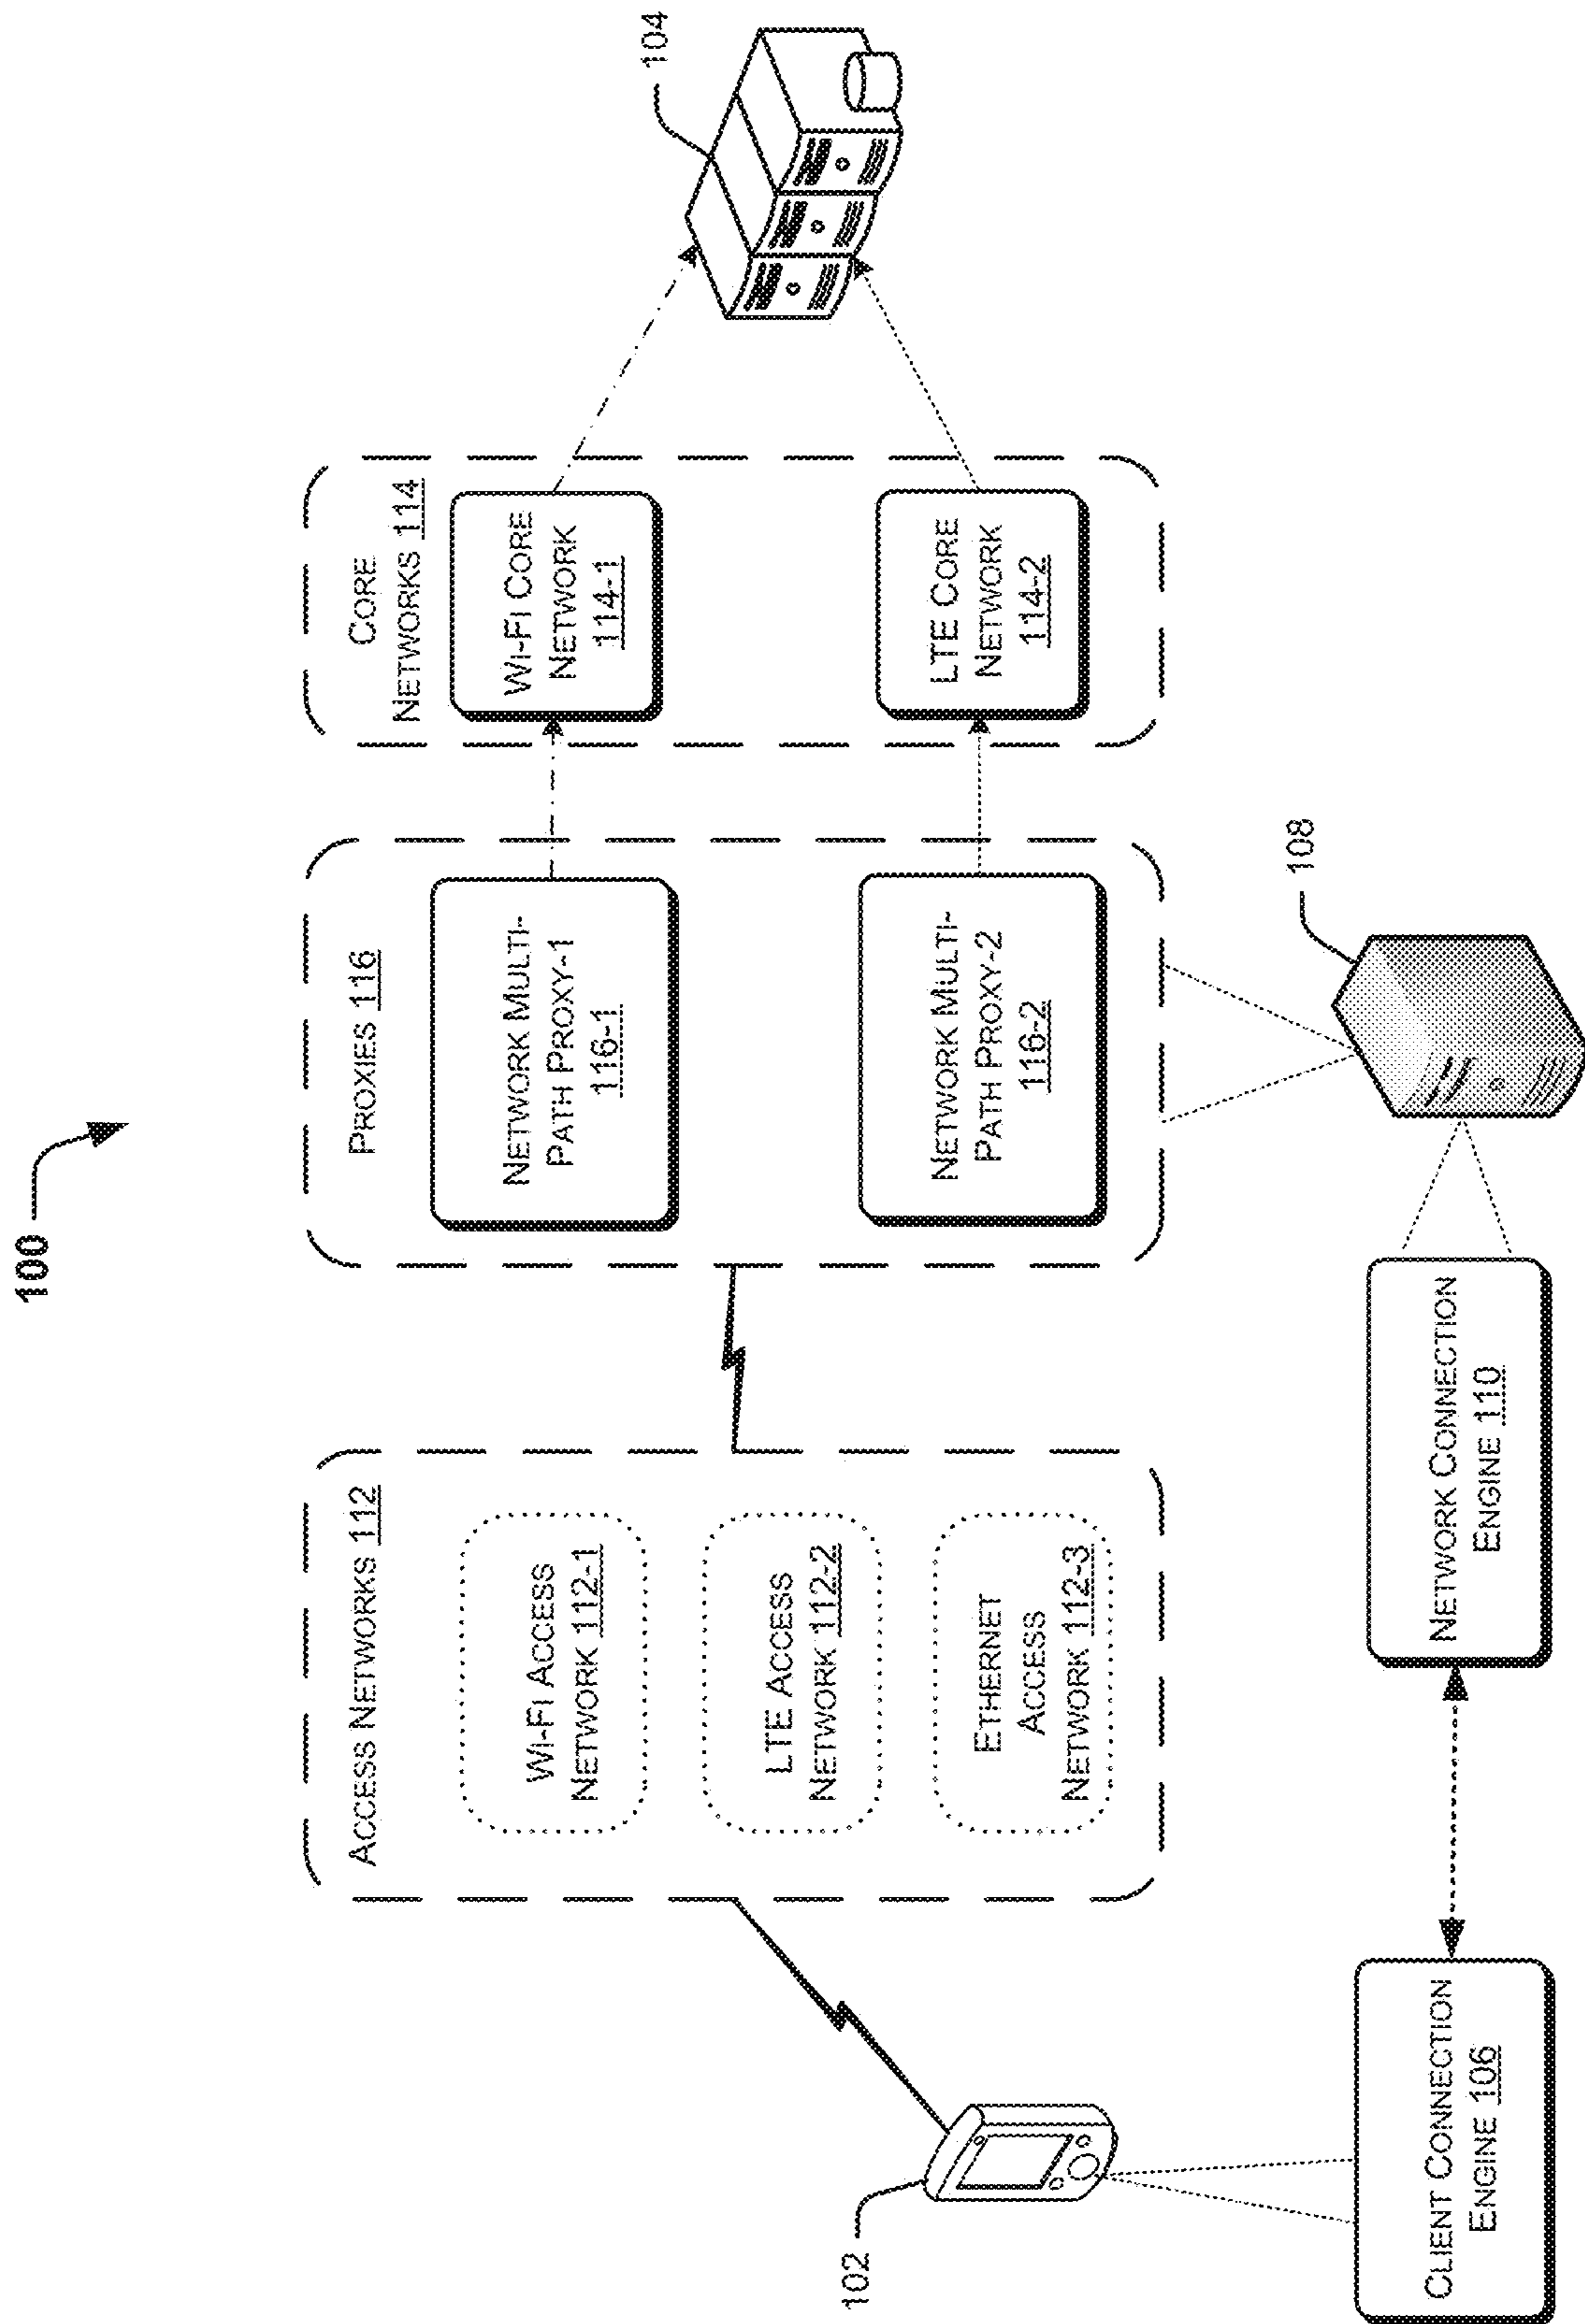 100
ACCESS NETWORKS 112
WI-FI ACCESS
NETWORK 112-1
LTE ACCESS
NETWORK 112-2
ETHERNET
ACCESS
NETWORK 112-3
PROXIES 116
NETWORK MULTI-
PATH PROXY-1
116-1
NETWORK MULTI-
PATH PROXY-2
116-2
CORE
NETWORKS 114
WI-FI CORE
NETWORK
114-1
LTE CORE
NETWORK
114-2
104
102
108
CLIENT CONNECTION
ENGINE 106
NETWORK CONNECTION
ENGINE 110